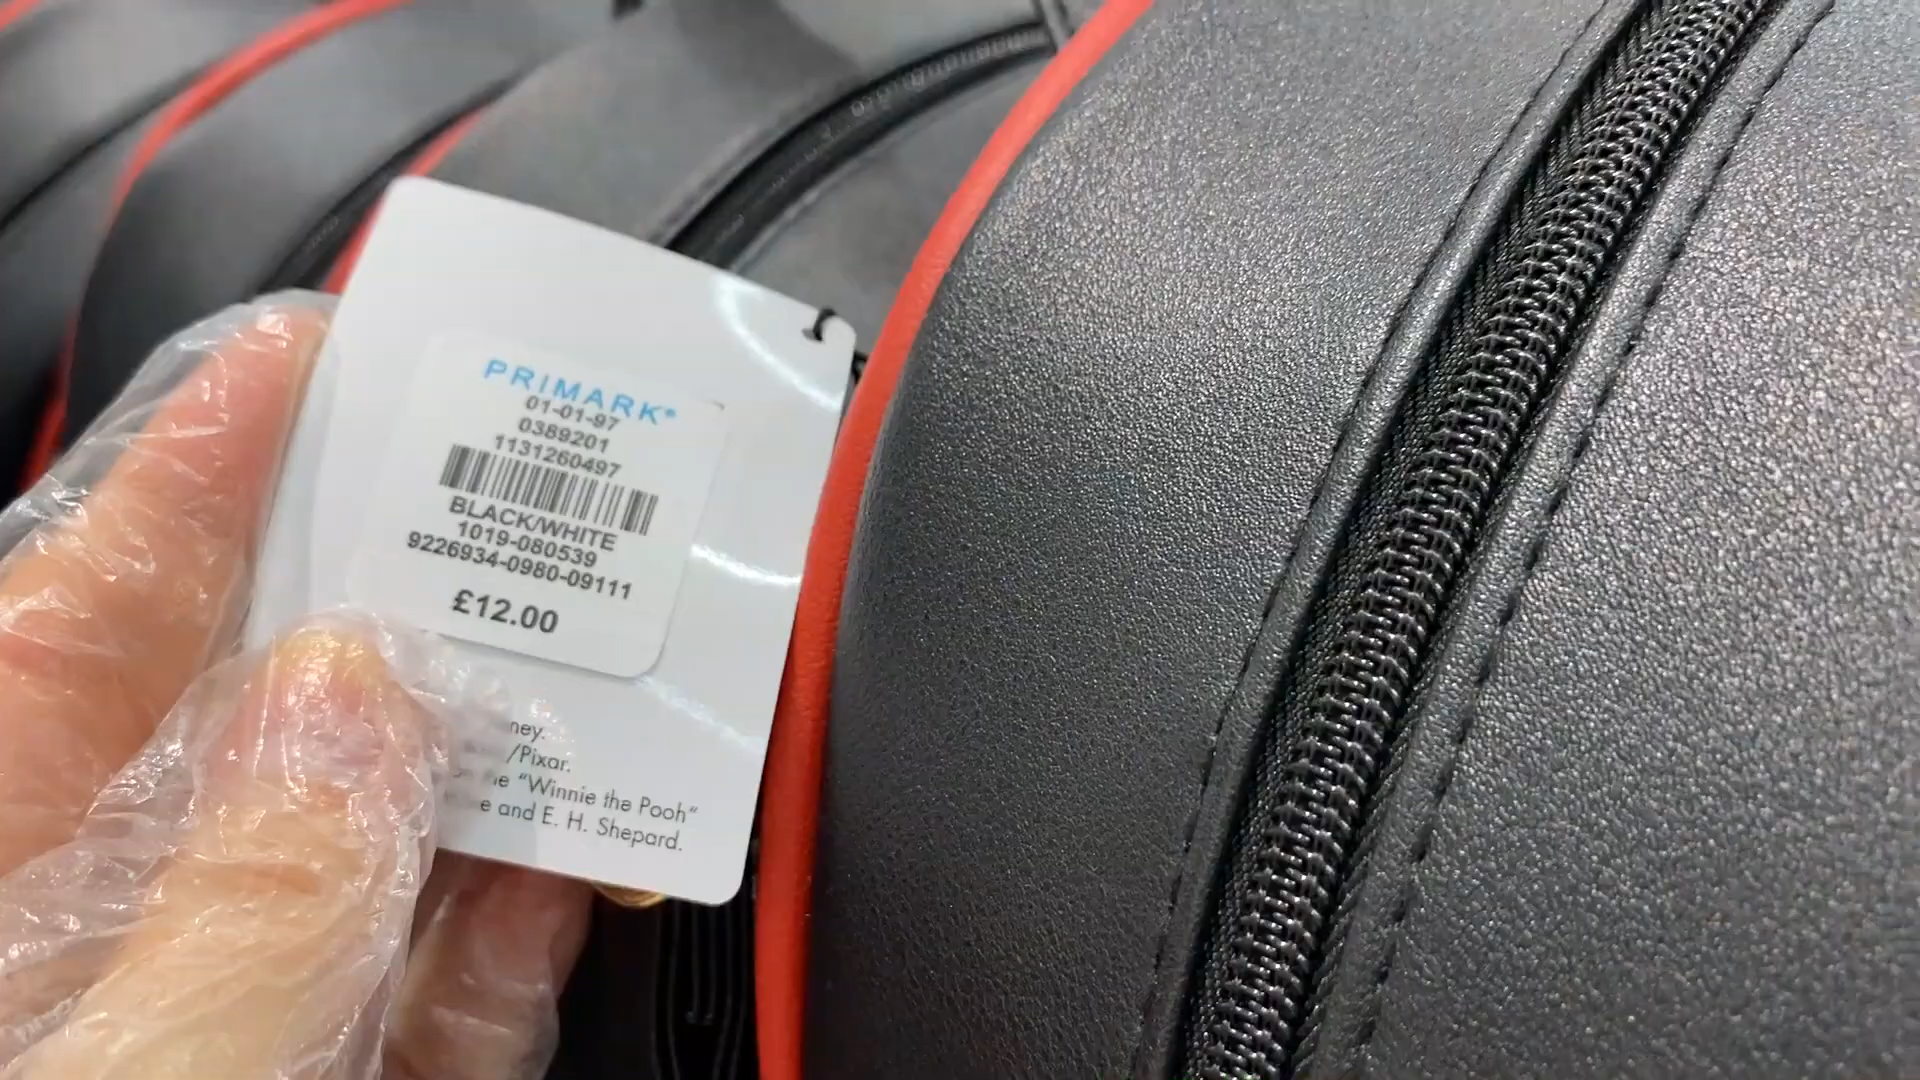 PRIMARK®
01-01-97
0389201
1131260497
BLACK/WHITE
1019-080539
9226934-0980-09111
£12.00
ney.
/Pixar.
"Winnie the Pooh"
e and E. H. Shepard.